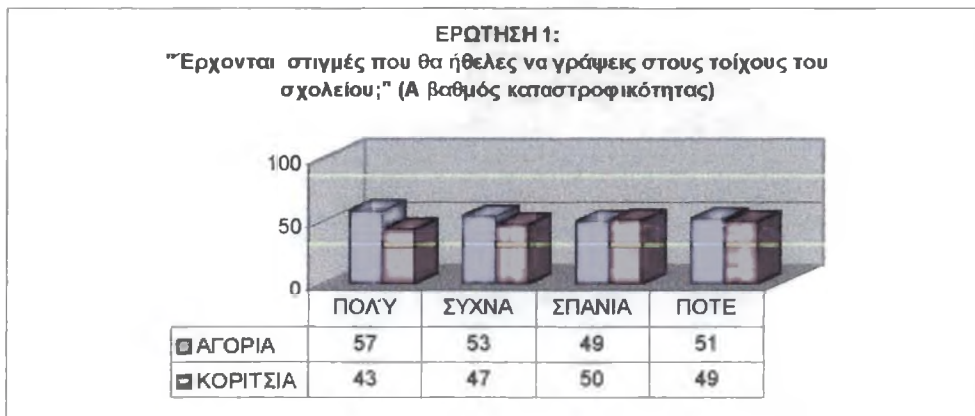 ΕΡΩΤΗΣΗ 1:
"Έρχονται στιγμές που θα ήθελες να γράψεις στους τοίχους του
σχολείου;" (Α βαθμός καταστροφικότητας)
100
50
0
ΠΟΛΎ ΣΥΧΝΑ ΣΠΑΝΙΑ ΠΟΤΕ
ΑΓΟΡΙΑ 57 53 49 51
ΚΟΡΙΤΣΙΑ 43 47 50 49